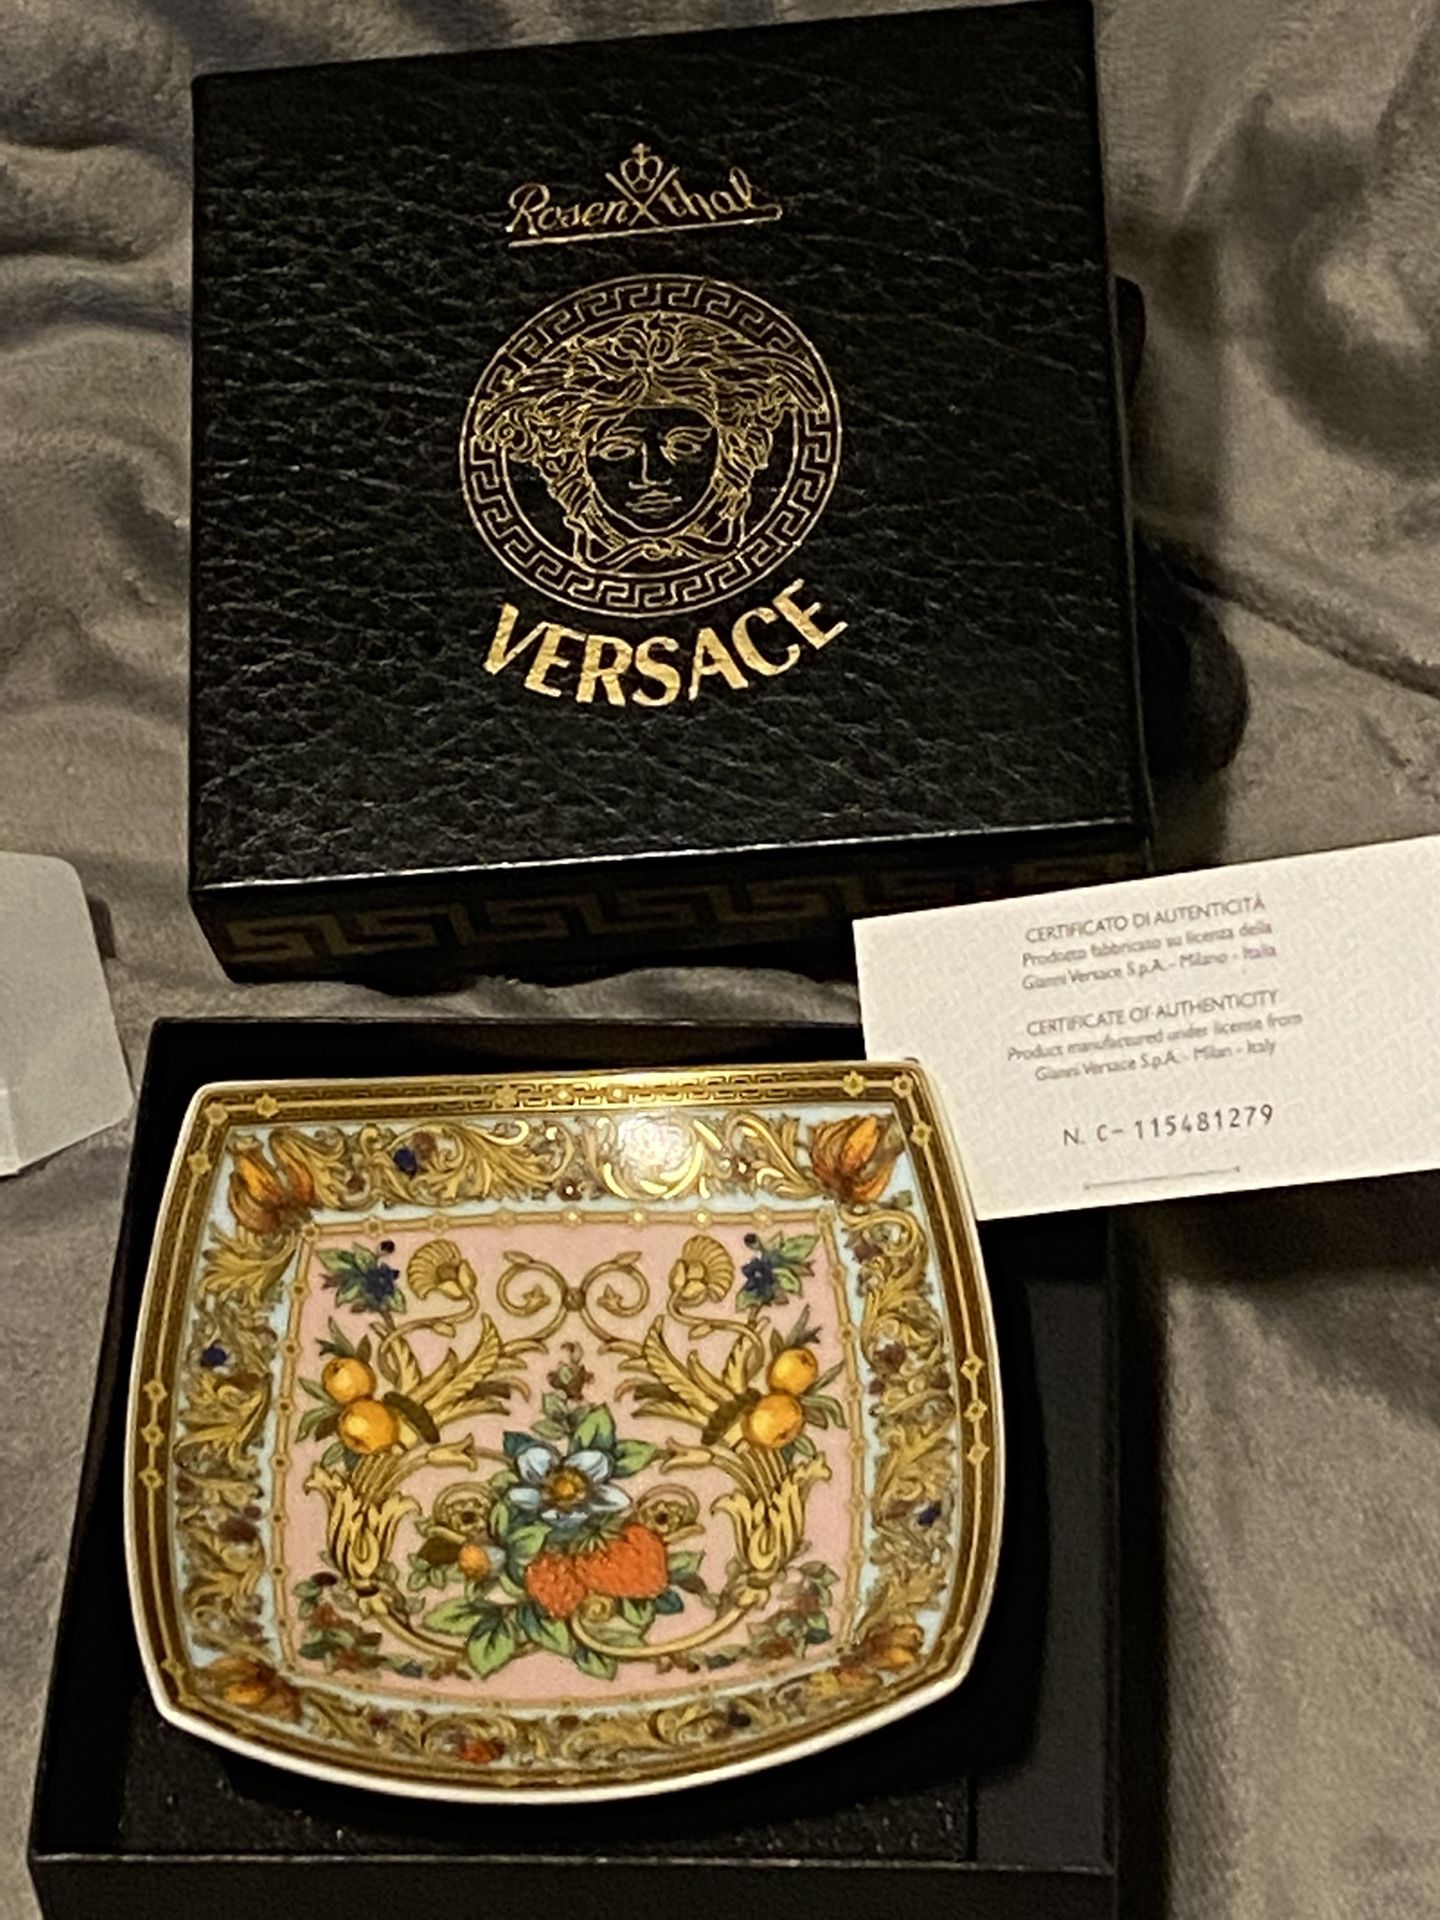 Rosenthal
VERSACE
CERTIFICATO DI AUTENTICITÀ
Prodotto fabbricato su licenza della
Gianni Versace S.p.A. - Milano - Italia
CERTIFICATE OF AUTHENTICITY
Product manufactured under license from
Gianni Versace S.p.A. - Milan - Italy
N. C- 115481279